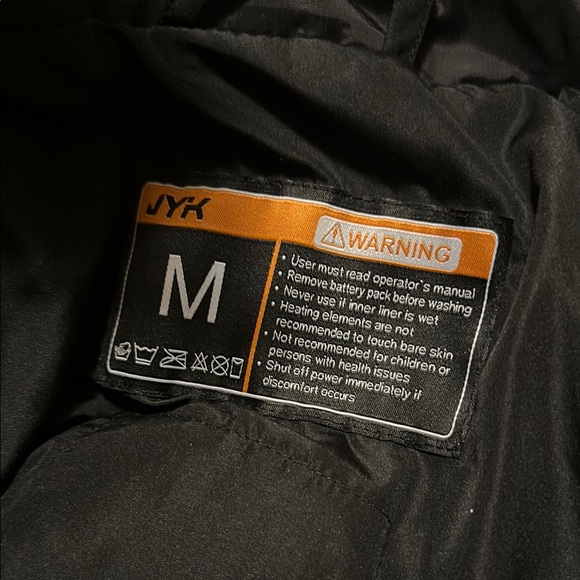 JYK
M
⚠WARNING
• User must read operator`s manual
• Remove battery pack before washing
• Never use if inner liner is wet
• Heating elements are not
recommended to touch bare skin
• Not recommended for children or
persons with health issues
• Shut off power immediately if
discomfort occurs